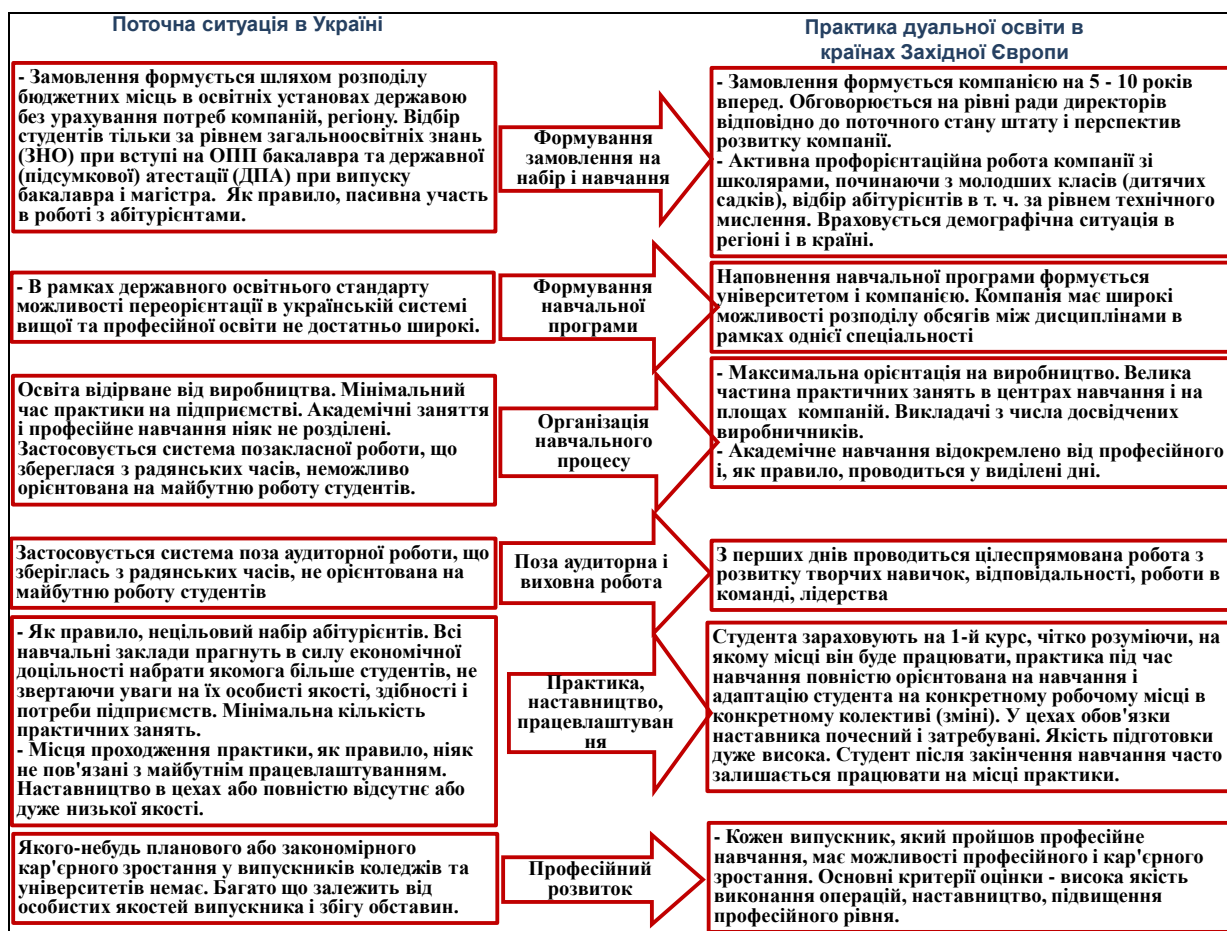 Поточна ситуація в Україні
Практика дуальної освіти в
країнах Західної Європи
- Замовлення формується шляхом розподілу
бюджетних місць в освітніх установах державою
без урахування потреб компаній, регіону. Відбір
студентів тільки за рівнем загальноосвітніх знань
(ЗНО) при вступі на ОПП бакалавра та державної
(підсумкової) атестації (ДПА) при випуску
бакалавра і магістра.  Як правило, пасивна участь
в роботі з абітурієнтами.
Формування
замовлення на
набір і навчання
- Замовлення формується компанією на 5 - 10 років
вперед. Обговорюється на рівні ради директорів
відповідно до поточного стану штату і перспектив
розвитку компанії.
- Активна профорієнтаційна робота компанії зі
школярами, починаючи з молодших класів (дитячих
садків), відбір абітурієнтів в т. ч. за рівнем технічного
мислення. Враховується демографічна ситуація в
регіоні і в країні.
- В рамках державного освітнього стандарту
можливості переорієнтації в українській системі
вищої та професійної освіти не достатньо широкі.
Формування
навчальної
програми
Наповнення навчальної програми формується
університетом і компанією. Компанія має широкі
можливості розподілу обсягів між дисциплінами в
рамках однієї спеціальності
Освіта відірване від виробництва. Мінімальний
час практики на підприємстві. Академічні заняття
і професійне навчання ніяк не розділені.
Застосовується система позакласної роботи, що
збереглася з радянських часів, неможливо
орієнтована на майбутню роботу студентів.
Організація
навчального
процесу
- Максимальна орієнтація на виробництво. Велика
частина практичних занять в центрах навчання і на
площах  компаній. Викладачі з числа досвідчених
виробничників.
- Академічне навчання відокремлено від професійного
і, як правило, проводиться у виділені дні.
Застосовується система поза аудиторної роботи, що
зберіглась з радянських часів, не орієнтована на
майбутню роботу студентів
Поза аудиторна і
виховна робота
З перших днів проводиться цілеспрямована робота з
розвитку творчих навичок, відповідальності, роботи в
команді, лідерства
- Як правило, нецільовий набір абітурієнтів. Всі
навчальні заклади прагнуть в силу економічної
доцільності набрати якомога більше студентів, не
звертаючи уваги на їх особисті якості, здібності і
потреби підприємств. Мінімальна кількість
практичних занять.
- Місця проходження практики, як правило, ніяк
не пов'язані з майбутнім працевлаштуванням.
Наставництво в цехах або повністю відсутнє або
дуже низької якості.
Практика,
наставництво,
працевлаштуван
ня
Студента зараховують на 1-й курс, чітко розуміючи, на
якому місці він буде працювати, практика під час
навчання повністю орієнтована на навчання і
адаптацію студента на конкретному робочому місці в
конкретному колективі (зміні). У цехах обов'язки
наставника почесний і затребувані. Якість підготовки
дуже висока. Студент після закінчення навчання часто
залишається працювати на місці практики.
Якого-небудь планового або закономірного
кар'єрного зростання у випускників коледжів та
університетів немає. Багато що залежить від
особистих якостей випускника і збігу обставин.
Професійний
розвиток
- Кожен випускник, який пройшов професійне
навчання, має можливості професійного і кар'єрного
зростання. Основні критерії оцінки - висока якість
виконання операцій, наставництво, підвищення
професійного рівня.